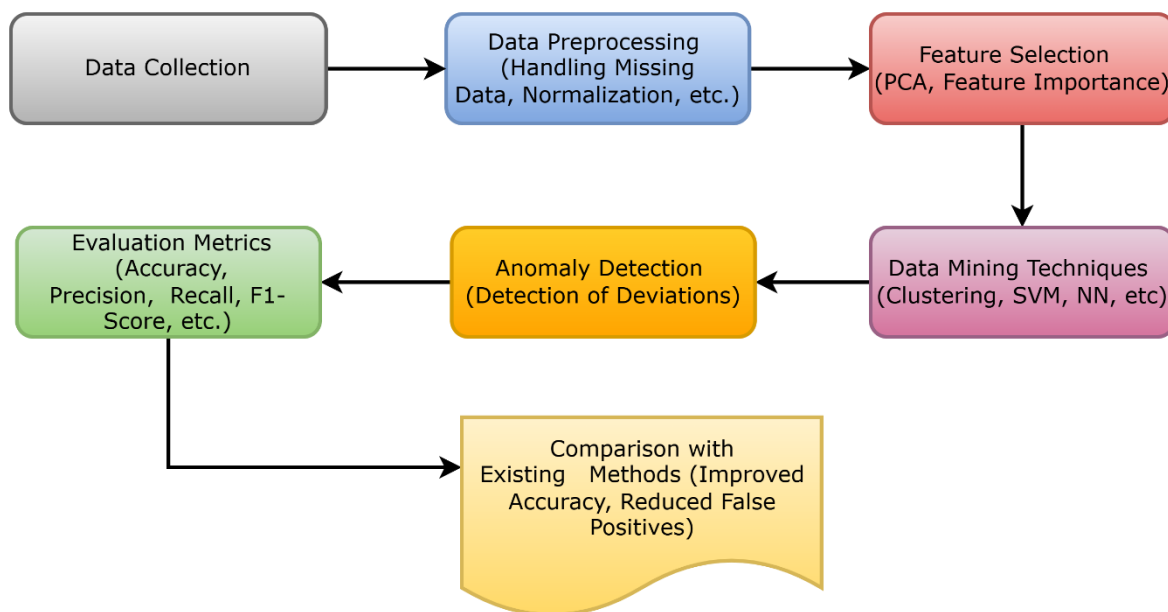 Data Collection
Data Preprocessing
(Handling Missing
Data, Normalization, etc.)
Feature Selection
(PCA, Feature Importance)
Data Mining Techniques
(Clustering, SVM, NN, etc)
Anomaly Detection
(Detection of Deviations)
Evaluation Metrics
(Accuracy,
Precision, Recall, F1-
Score, etc.)
Comparison with
Existing Methods (Improved
Accuracy, Reduced False
Positives)